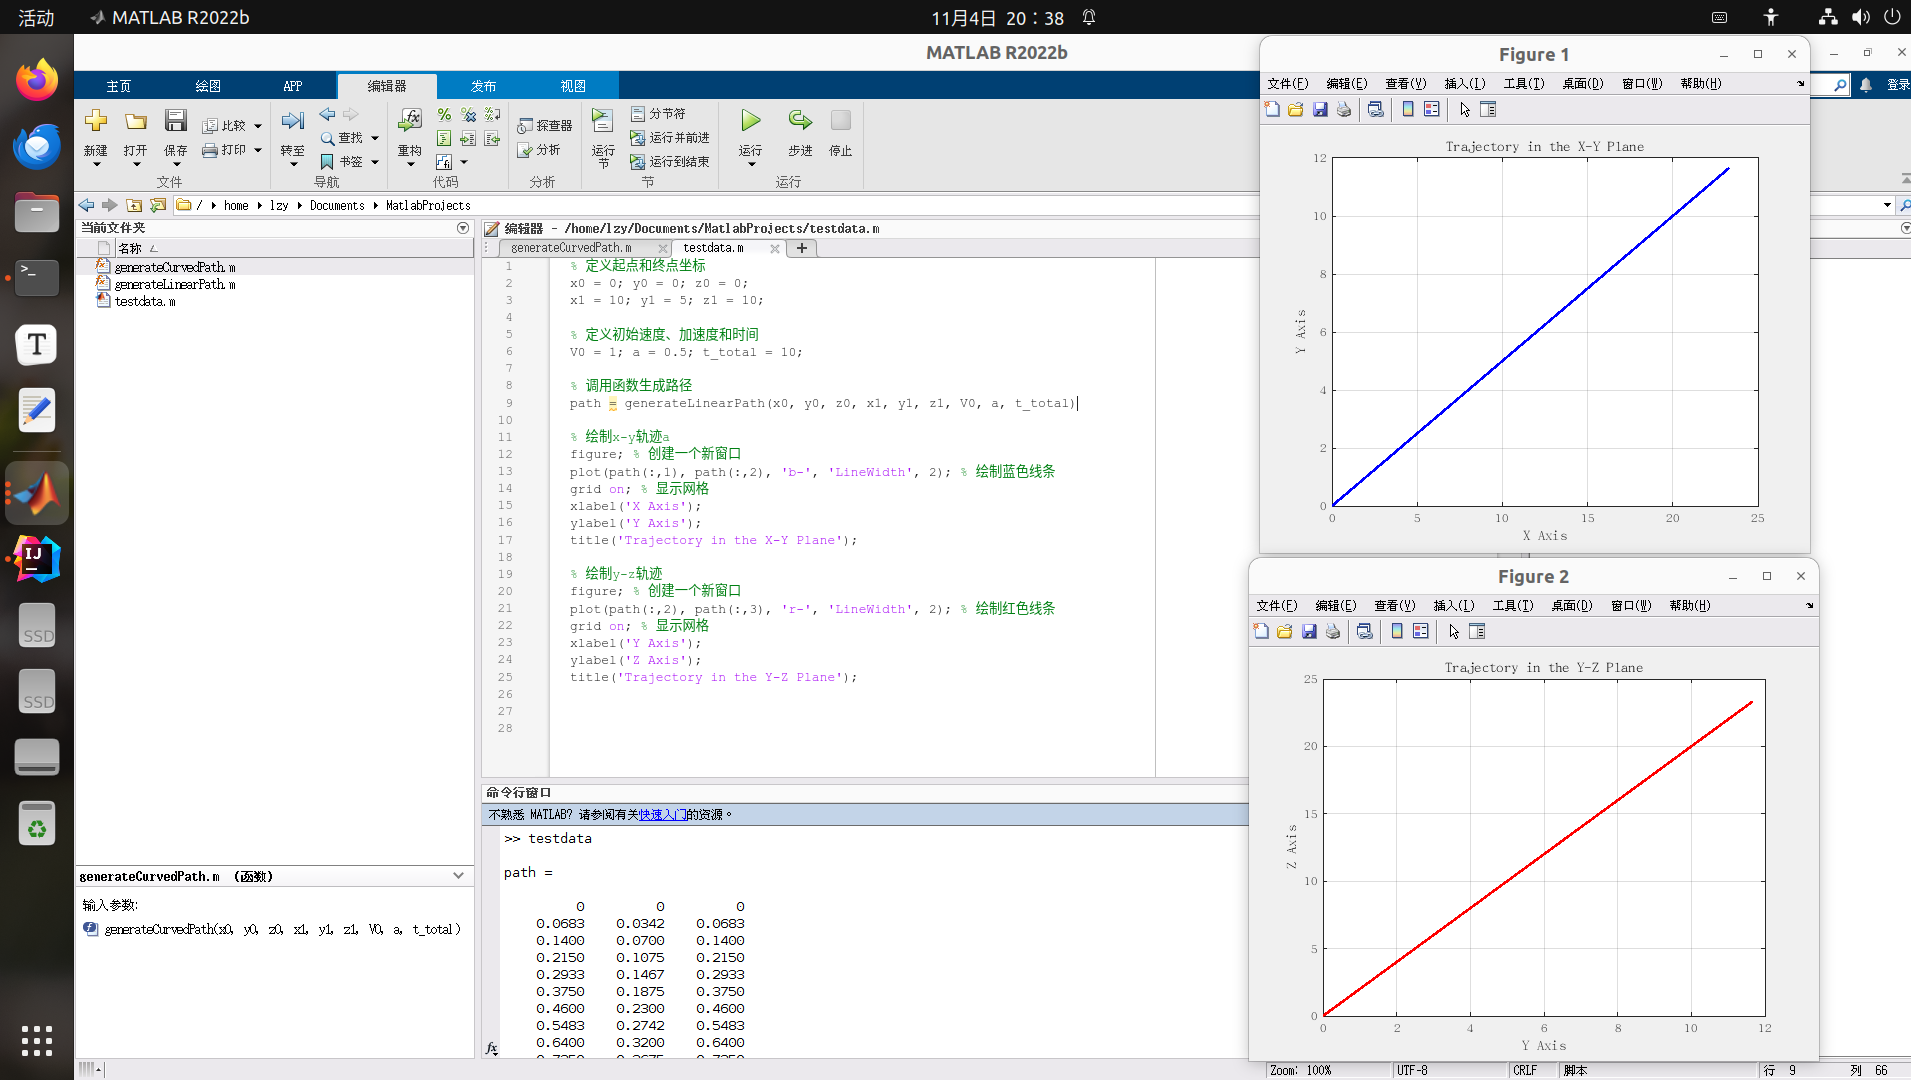 活动
MATLAB R2022b
11月4日 20：38
MATLAB R2022b
主页 绘图 APP 编辑器 发布 视图
登录
新建 打开 保存 比较 打印 转至 查找 书签 重构 探查器 分析 运行节 分节符 运行并前进 运行到结束 运行 步进 停止
文件 导航 代码 分析 节 运行
/ home lzy Documents MatlabProjects
当前文件夹
名称
generateCurvedPath.m
generateLinearPath.m
testdata.m
编辑器 - /home/lzy/Documents/MatlabProjects/testdata.m
generateCurvedPath.m testdata.m
1 % 定义起点和终点坐标
2 x0 = 0; y0 = 0; z0 = 0;
3 x1 = 10; y1 = 5; z1 = 10;
4
5 % 定义初始速度、加速度和时间
6 V0 = 1; a = 0.5; t_total = 10;
7
8 % 调用函数生成路径
9 path = generateLinearPath(x0, y0, z0, x1, y1, z1, V0, a, t_total)
10
11 % 绘制x-y轨迹a
12 figure; % 创建一个新窗口
13 plot(path(:,1), path(:,2), 'b-', 'LineWidth', 2); % 绘制蓝色线条
14 grid on; % 显示网格
15 xlabel('X Axis');
16 ylabel('Y Axis');
17 title('Trajectory in the X-Y Plane');
18
19 % 绘制y-z轨迹
20 figure; % 创建一个新窗口
21 plot(path(:,2), path(:,3), 'r-', 'LineWidth', 2); % 绘制红色线条
22 grid on; % 显示网格
23 xlabel('Y Axis');
24 ylabel('Z Axis');
25 title('Trajectory in the Y-Z Plane');
26
27
28
命令行窗口
不熟悉 MATLAB? 请参阅有关快速入门的资源。
>> testdata
path =
0 0 0
0.0683 0.0342 0.0683
0.1400 0.0700 0.1400
0.2150 0.1075 0.2150
0.2933 0.1467 0.2933
0.3750 0.1875 0.3750
0.4600 0.2300 0.4600
0.5483 0.2742 0.5483
0.6400 0.3200 0.6400
fx
generateCurvedPath.m (函数)
输入参数:
generateCurvedPath(x0, y0, z0, x1, y1, z1, V0, a, t_total)
Figure 1
文件(F) 编辑(E) 查看(V) 插入(I) 工具(T) 桌面(D) 窗口(W) 帮助(H)
Trajectory in the X-Y Plane
12
10
8
6
4
2
0
Y Axis
0 5 10 15 20 25
X Axis
Figure 2
文件(F) 编辑(E) 查看(V) 插入(I) 工具(T) 桌面(D) 窗口(W) 帮助(H)
Trajectory in the Y-Z Plane
25
20
15
10
5
0
Z Axis
0 2 4 6 8 10 12
Y Axis
Zoom: 100% UTF-8 CRLF 脚本 行 9 列 66
T
IJ
SSD
SSD